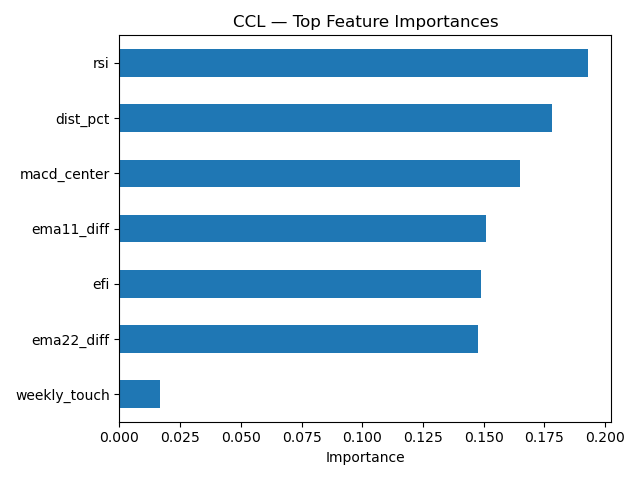 CCL — Top Feature Importances
rsi
dist_pct
macd_center
ema11_diff
efi
ema22_diff
weekly_touch
0.000 0.025 0.050 0.075 0.100 0.125 0.150 0.175 0.200
Importance